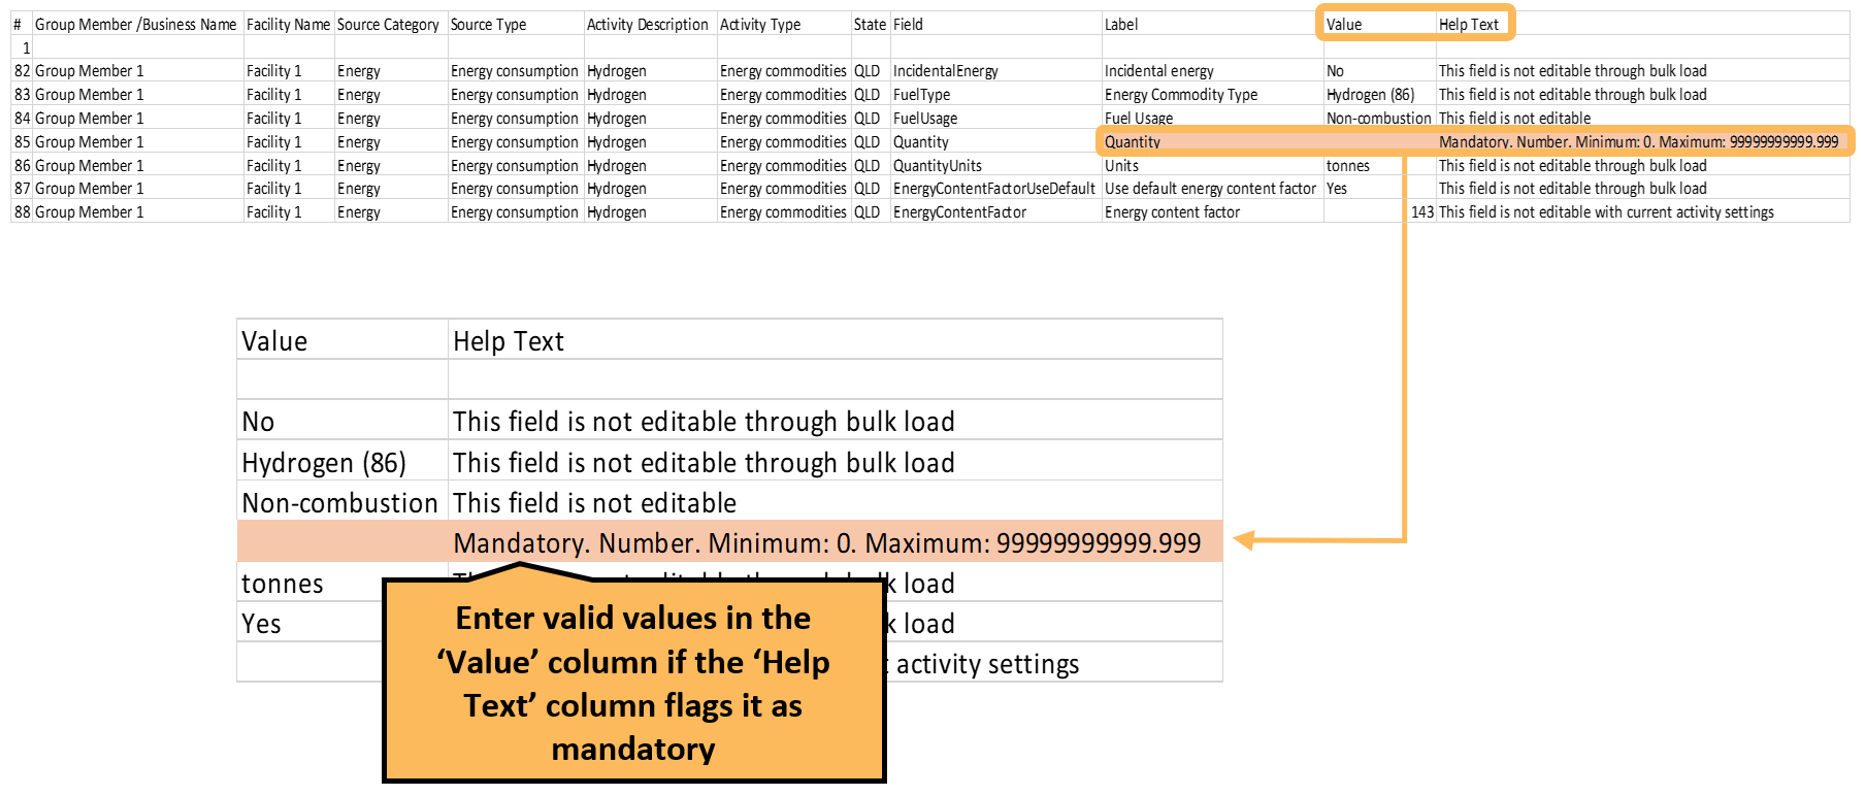 # Group Member /Business Name Facility Name Source Category Source Type Activity Description Activity Type State Field Label Value Help Text
1
82 Group Member 1 Facility 1 Energy Energy consumption Hydrogen Energy commodities QLD IncidentalEnergy Incidental energy No This field is not editable through bulk load
83 Group Member 1 Facility 1 Energy Energy consumption Hydrogen Energy commodities QLD FuelType Energy Commodity Type Hydrogen (86) This field is not editable through bulk load
84 Group Member 1 Facility 1 Energy Energy consumption Hydrogen Energy commodities QLD FuelUsage Fuel Usage Non-combustion This field is not editable
85 Group Member 1 Facility 1 Energy Energy consumption Hydrogen Energy commodities QLD Quantity Quantity Mandatory. Number. Minimum: 0. Maximum: 99999999999.999
86 Group Member 1 Facility 1 Energy Energy consumption Hydrogen Energy commodities QLD QuantityUnits Units tonnes This field is not editable through bulk load
87 Group Member 1 Facility 1 Energy Energy consumption Hydrogen Energy commodities QLD EnergyContentFactorUseDefault Use default energy content factor Yes This field is not editable through bulk load
88 Group Member 1 Facility 1 Energy Energy consumption Hydrogen Energy commodities QLD EnergyContentFactor Energy content factor 143 This field is not editable with current activity settings
Value Help Text
No This field is not editable through bulk load
Hydrogen (86) This field is not editable through bulk load
Non-combustion This field is not editable
Mandatory. Number. Minimum: 0. Maximum: 99999999999.999
tonnes load
Yes load
activity settings
Enter valid values in the
‘Value’ column if the ‘Help
Text’ column flags it as
mandatory